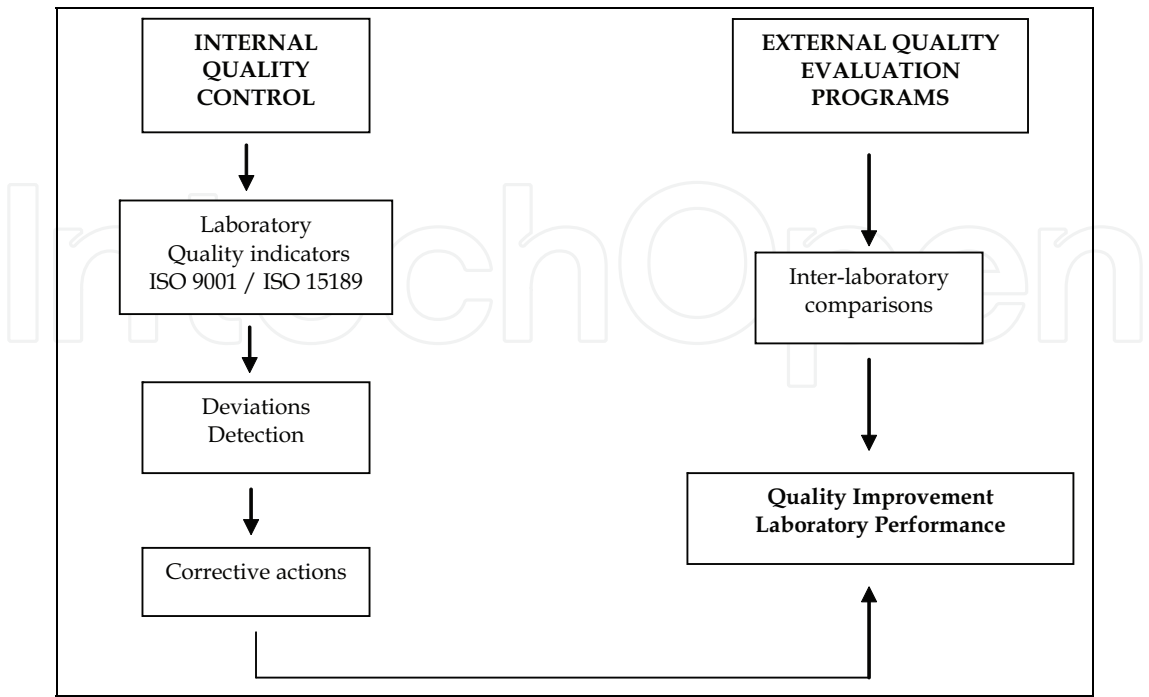 INTERNAL
QUALITY
CONTROL
Laboratory
Quality indicators
ISO 9001 / ISO 15189
Deviations
Detection
Corrective actions
EXTERNAL QUALITY
EVALUATION
PROGRAMS
Inter-laboratory
comparisons
Quality Improvement
Laboratory Performance
IntechOpen